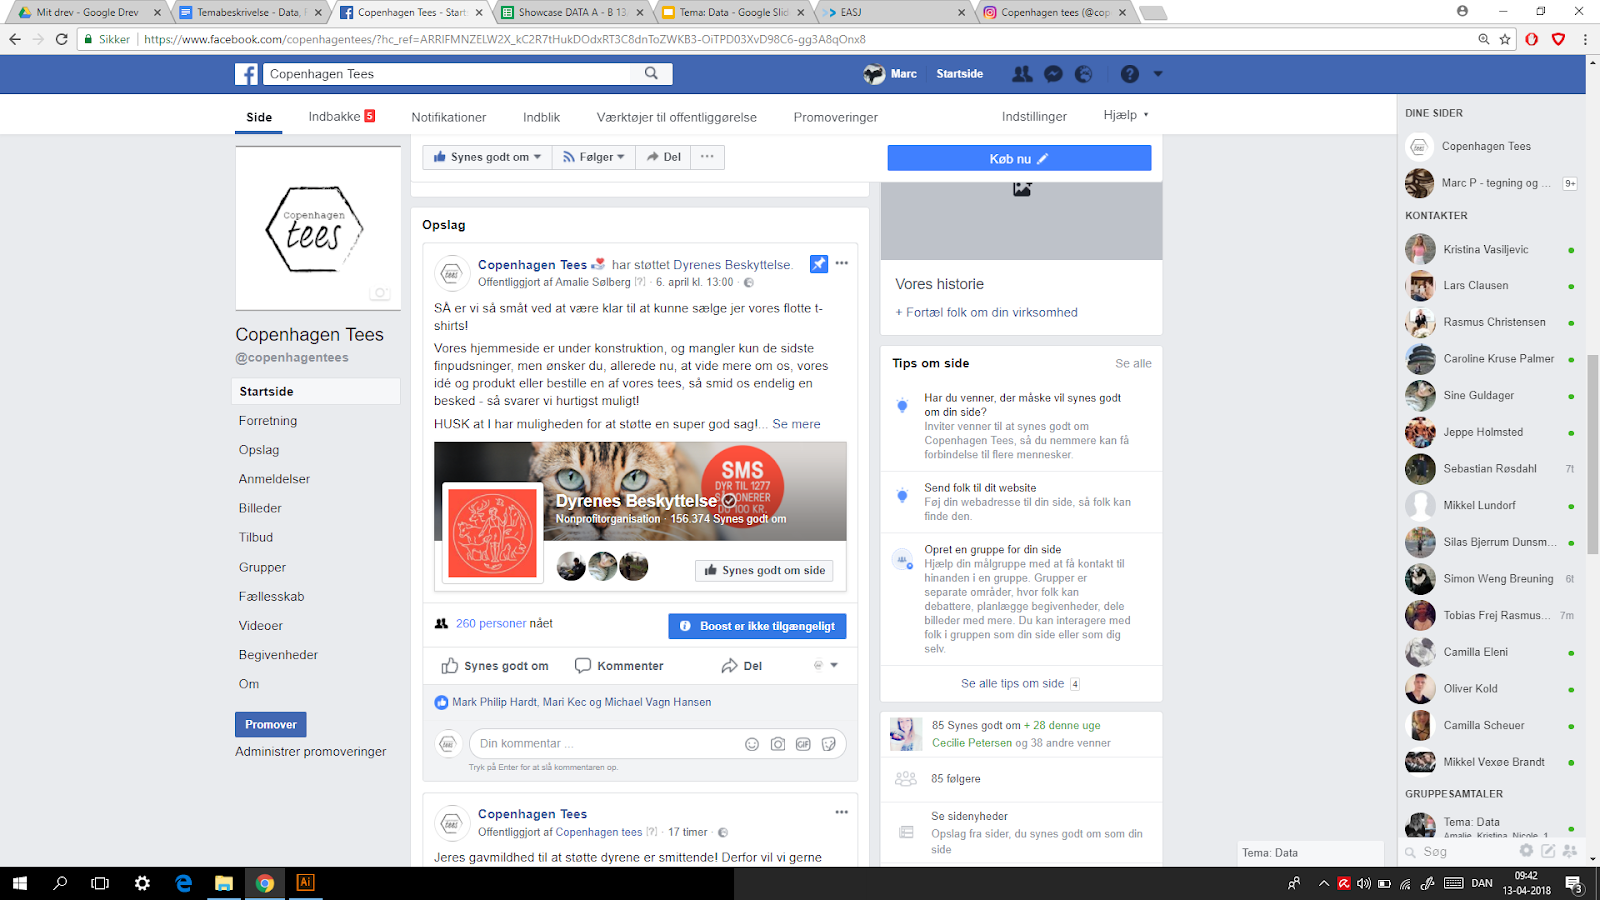 Mit drev - Google Drev
Temabeskrivelse - Data, F
Copenhagen Tees - Start
Showcase DATA A - B 13
Tema: Data - Google Slid
EASJ
Copenhagen tees (@cop
Sikker
https://www.facebook.com/copenhagentees/?hc_ref=ARRIFMNZELW2X_kC2R7tHukDOdxRT3C8dnToZWKB3-OiTPD03XvD98C6-gg3A8qOnx8
Copenhagen Tees
Marc
Startside
Side
Indbakke 5
Notifikationer
Indblik
Værktøjer til offentliggørelse
Promoveringer
Indstillinger
Hjælp
Synes godt om
Følger
Del
Køb nu
Copenhagen
tees
Copenhagen Tees
@copenhagentees
Startside
Forretning
Opslag
Anmeldelser
Billeder
Tilbud
Grupper
Fællesskab
Videoer
Begivenheder
Om
Promover
Administrer promoveringer
Opslag
Copenhagen Tees har støttet Dyrenes Beskyttelse.
Offentliggjort af Amalie Sølberg [?] · 6. april kl. 13:00 ·
SÅ er vi så småt ved at være klar til at kunne sælge jer vores flotte t-
shirts!
Vores hjemmeside er under konstruktion, og mangler kun de sidste
finpudsninger, men ønsker du, allerede nu, at vide mere om os, vores
idé og produkt eller bestille en af vores tees, så smid os endelig en
besked - så svarer vi hurtigst muligt!
HUSK at I har muligheden for at støtte en super god sag!... Se mere
SMS
DYR TIL 1277
SÅ DONERER
DU 100 KR.
Dyrenes Beskyttelse
Nonprofitorganisation · 156.374 Synes godt om
Synes godt om side
260 personer nået
Boost er ikke tilgængeligt
Synes godt om
Kommenter
Del
Mark Philip Hardt, Mari Kec og Michael Vagn Hansen
Din kommentar ...
GIF
Tryk på Enter for at slå kommentaren op.
Copenhagen Tees
Offentliggjort af Copenhagen tees [?] · 17 timer ·
Jeres gavmildhed til at støtte dyrene er smittende! Derfor vil vi gerne
Vores historie
+ Fortæl folk om din virksomhed
Tips om side
Se alle
Har du venner, der måske vil synes godt
om din side?
Inviter venner til at synes godt om
Copenhagen Tees, så du nemmere kan få
forbindelse til flere mennesker.
Send folk til dit website
Føj din webadresse til din side, så folk kan
finde den.
Opret en gruppe for din side
Hjælp din målgruppe med at få kontakt til
hinanden i en gruppe. Grupper er
separate områder, hvor folk kan
debattere, planlægge begivenheder, dele
billeder med mere. Du kan interagere med
folk i gruppen som din side eller som dig
selv.
Se alle tips om side 4
85 Synes godt om + 28 denne uge
Cecilie Petersen og 38 andre venner
85 følgere
Se sidenyheder
Opslag fra sider, du synes godt om som din
side
DINE SIDER
Copenhagen Tees
Marc P - tegning og ... 9+
KONTAKTER
Kristina Vasiljevic
Lars Clausen
Rasmus Christensen
Caroline Kruse Palmer
Sine Guldager
Jeppe Holmsted
Sebastian Røsdahl 7t
Mikkel Lundorf
Silas Bjerrum Dunsm...
Simon Weng Breuning 6t
Tobias Frej Rasmus... 7m
Camilla Eleni
Oliver Kold
Camilla Scheuer
Mikkel Vexøe Brandt
GRUPPESAMTALER
Tema: Data
Amalie, Kristina, Nicole, 1
Søg
Tema: Data
Ai
DAN
09:42
13-04-2018
3